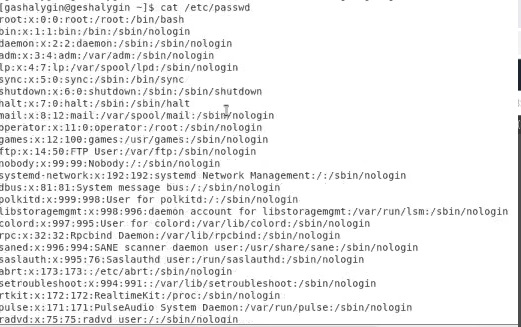 [gashalygin@geshalygin ~]$ cat /etc/passwd
root:x:0:0:root:/root:/bin/bash
bin:x:1:1:bin:/bin:/sbin/nologin
daemon:x:2:2:daemon:/sbin:/sbin/nologin
adm:x:3:4:adm:/var/adm:/sbin/nologin
lp:x:4:7:lp:/var/spool/lpd:/sbin/nologin
sync:x:5:0:sync:/sbin:/bin/sync
shutdown:x:6:0:shutdown:/sbin:/sbin/shutdown
halt:x:7:0:halt:/sbin:/sbin/halt
mail:x:8:12:mail:/var/spool/mail:/sbin/nologin
operator:x:11:0:operator:/root:/sbin/nologin
games:x:12:100:games:/usr/games:/sbin/nologin
ftp:x:14:50:FTP User:/var/ftp:/sbin/nologin
nobody:x:99:99:Nobody:/:/sbin/nologin
systemd-network:x:192:192:systemd Network Management:/:/sbin/nologin
dbus:x:81:81:System message bus:/:/sbin/nologin
polkitd:x:999:998:User for polkitd:/:/sbin/nologin
libstoragemgmt:x:998:996:daemon account for libstoragemgmt:/var/run/lsm:/sbin/nologin
colord:x:997:995:User for colord:/var/lib/colord:/sbin/nologin
rpc:x:32:32:Rpcbind Daemon:/var/lib/rpcbind:/sbin/nologin
saned:x:996:994:SANE scanner daemon user:/usr/share/sane:/sbin/nologin
saslauth:x:995:76:Saslauthd user:/run/saslauthd:/sbin/nologin
abrt:x:173:173::/etc/abrt:/sbin/nologin
setroubleshoot:x:994:991::/var/lib/setroubleshoot:/sbin/nologin
rtkit:x:172:172:RealtimeKit:/proc:/sbin/nologin
pulse:x:171:171:PulseAudio System Daemon:/var/run/pulse:/sbin/nologin
radvd:x:75:75:radvd user:/:/sbin/nologin